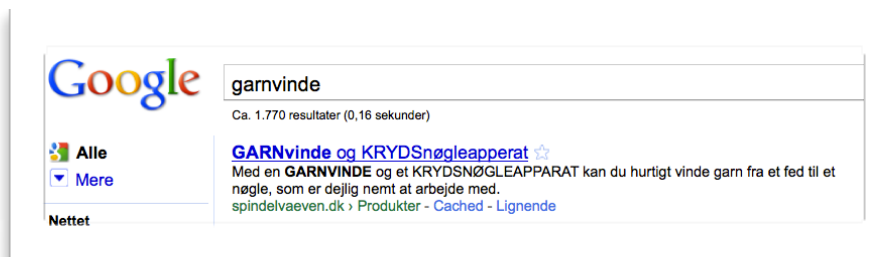 Google
garnvinde
Ca. 1.770 resultater (0,16 sekunder)
Alle
Mere
Nettet
GARNvinde og KRYDSnøgleapperat
Med en GARNVINDE og et KRYDSNØGLEAPPARAT kan du hurtigt vinde garn fra et fed til et
nøgle, som er dejlig nemt at arbejde med.
spindelvaeven.dk › Produkter - Cached - Lignende